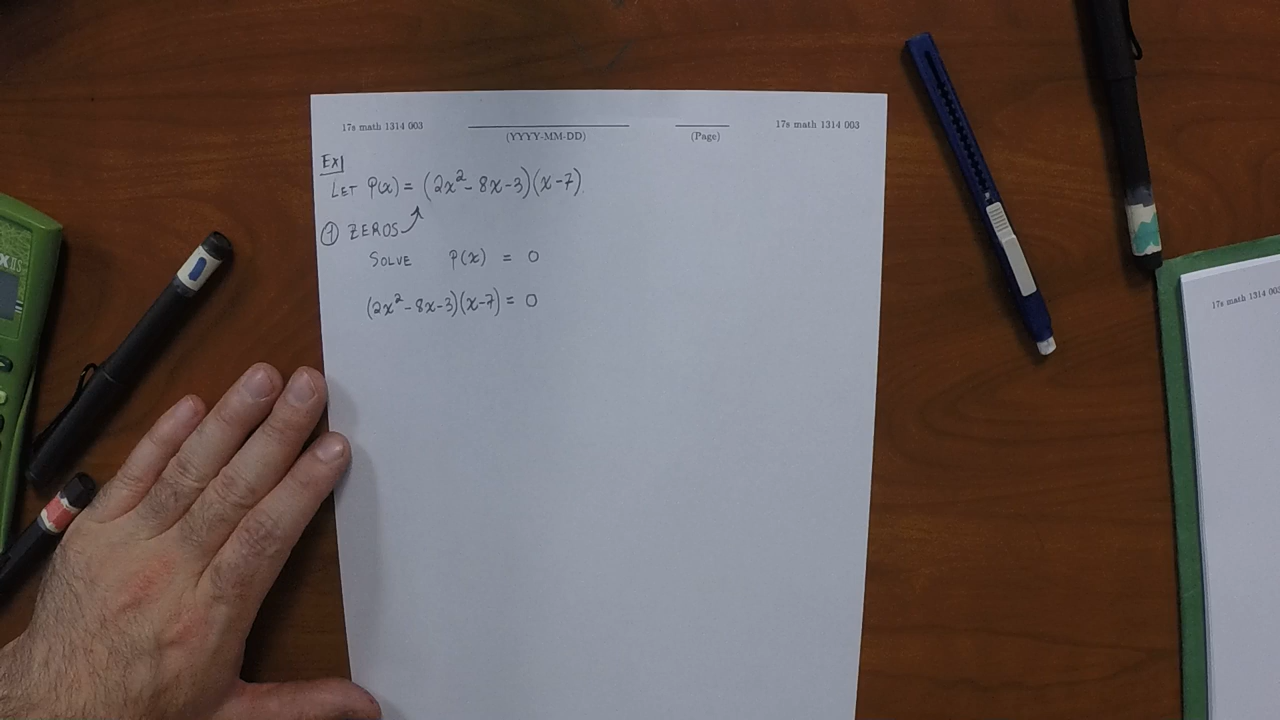 17s math 1314 003 (YYYY-MM-DD) (Page) 17s math 1314 003
Ex)
LET P(x) = (2x² - 8x - 3)(x - 7)
① ZEROS
SOLVE P(x) = 0
(2x² - 8x - 3)(x - 7) = 0
17s math 1314 003
IIS